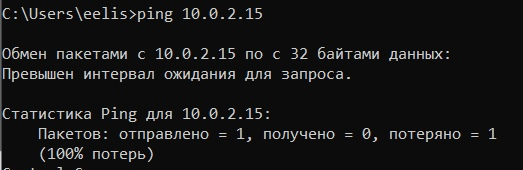 C:\Users\eelis>ping 10.0.2.15
Обмен пакетами с 10.0.2.15 по с 32 байтами данных:
Превышен интервал ожидания для запроса.
Статистика Ping для 10.0.2.15:
Пакетов: отправлено = 1, получено = 0, потеряно = 1
(100% потерь)